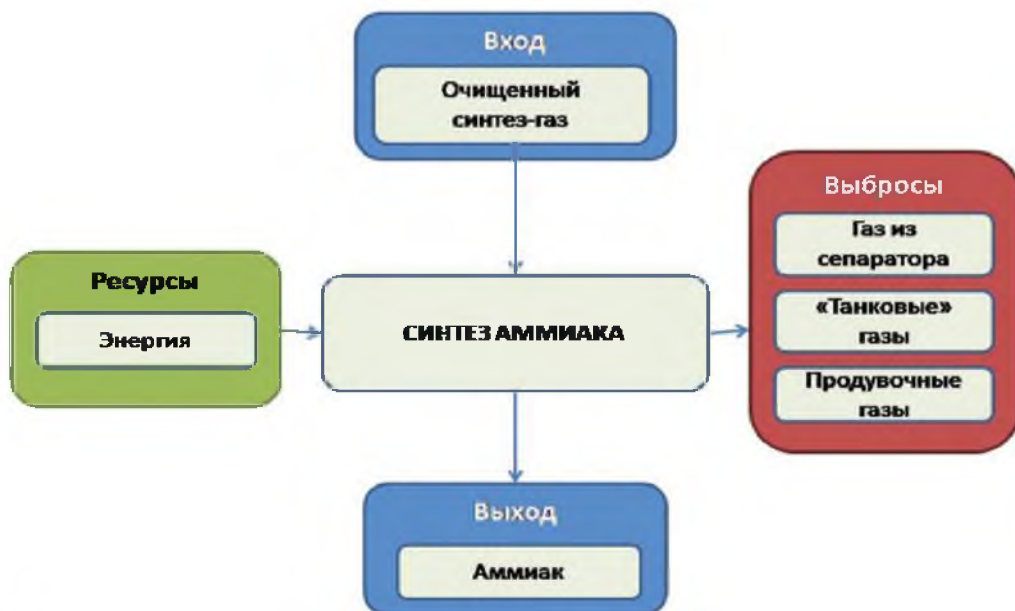 Вход
Очищенный
синтез-газ
Выбросы
Газ из
сепаратора
«Танковые»
газы
Продувочные
газы
Ресурсы
Энергия
СИНТЕЗ АММИАКА
Выход
Аммиак